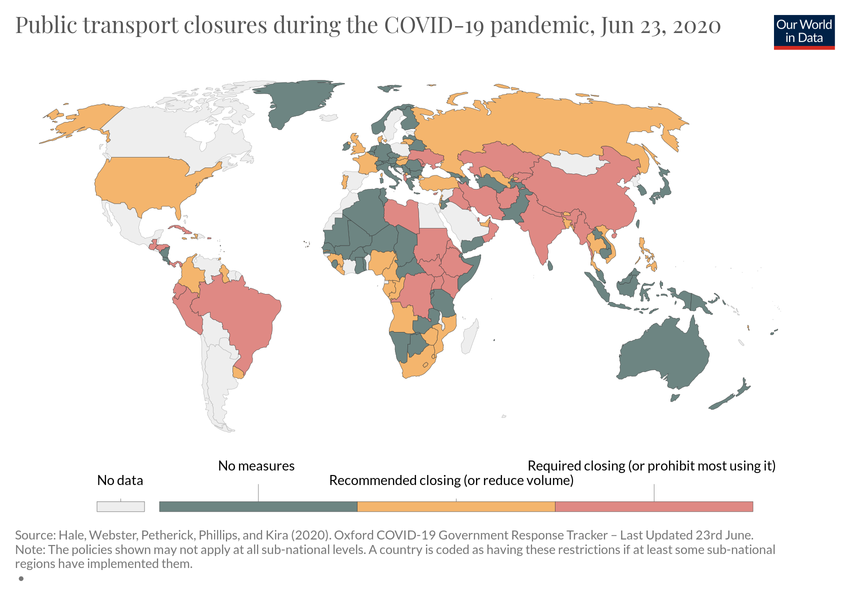 Public transport closures during the COVID-19 pandemic, Jun 23, 2020
Our World
in Data
No data
No measures
Recommended closing (or reduce volume)
Required closing (or prohibit most using it)
Source: Hale, Webster, Petherick, Phillips, and Kira (2020). Oxford COVID-19 Government Response Tracker – Last Updated 23rd June.
Note: The policies shown may not apply at all sub-national levels. A country is coded as having these restrictions if at least some sub-national
regions have implemented them.